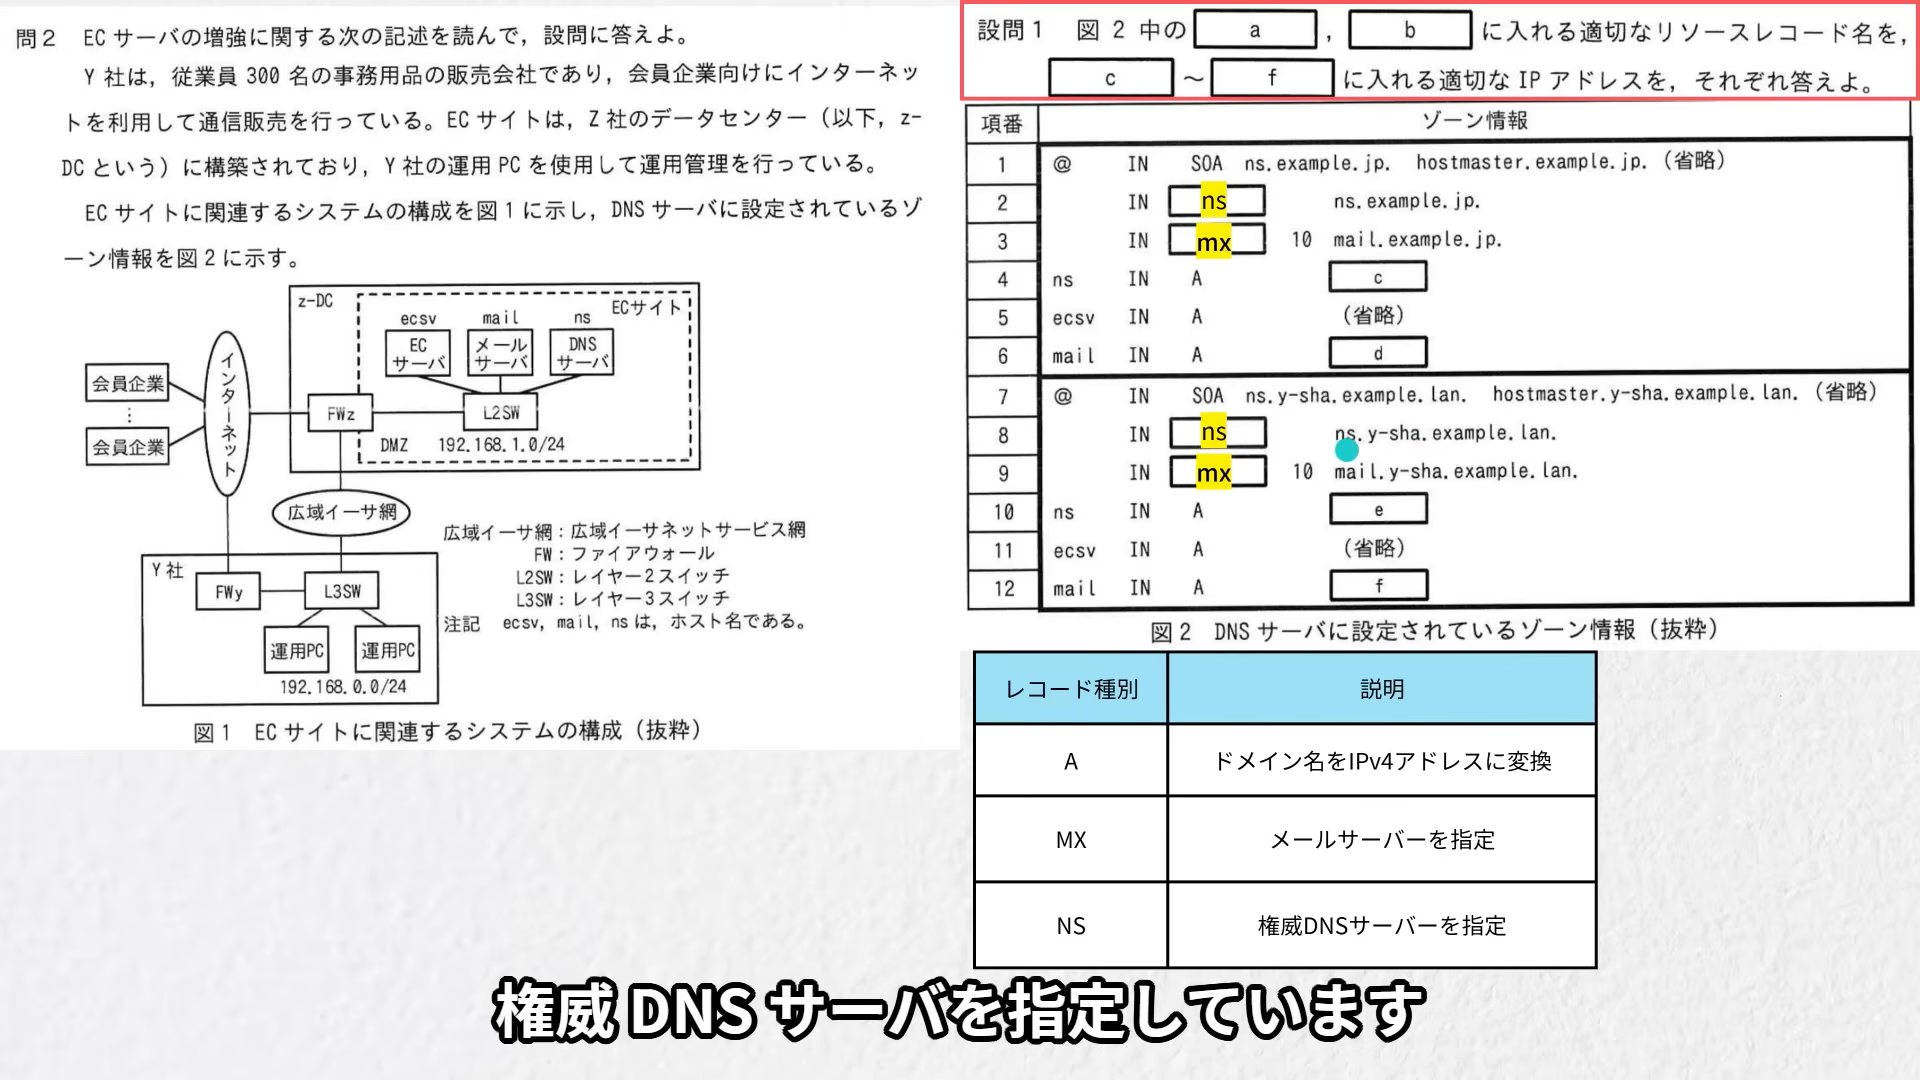 問2 ECサーバの増強に関する次の記述を読んで，設問に答えよ。
Y社は，従業員300名の事務用品の販売会社であり，会員企業向けにインターネッ
トを利用して通信販売を行っている。ECサイトは，Z社のデータセンター（以下，z-
DCという）に構築されており，Y社の運用PCを使用して運用管理を行っている。
ECサイトに関連するシステムの構成を図1に示し，DNSサーバに設定されているゾ
ーン情報を図2に示す。
z-DC
ECサイト
ecsv mail ns
EC
サーバ
メール
サーバ
DNS
サーバ
会員企業
⋮
会員企業
インターネット
FWz
L2SW
DMZ 192.168.1.0/24
広域イーサ網
Y社
FWy
L3SW
運用PC
運用PC
192.168.0.0/24
広域イーサ網：広域イーサネットサービス網
FW：ファイアウォール
L2SW：レイヤー2スイッチ
L3SW：レイヤー3スイッチ
注記 ecsv，mail，nsは，ホスト名である。
図1 ECサイトに関連するシステムの構成（抜粋）
設問1 図2中の a ， b に入れる適切なリソースレコード名を，
c ～ f に入れる適切なIPアドレスを，それぞれ答えよ。
項番 ゾーン情報
1 @ IN SOA ns.example.jp. hostmaster.example.jp.（省略）
2 IN ns ns.example.jp.
3 IN mx 10 mail.example.jp.
4 ns IN A c
5 ecsv IN A （省略）
6 mail IN A d
7 @ IN SOA ns.y-sha.example.lan. hostmaster.y-sha.example.lan.（省略）
8 IN ns ns.y-sha.example.lan.
9 IN mx 10 mail.y-sha.example.lan.
10 ns IN A e
11 ecsv IN A （省略）
12 mail IN A f
図2 DNSサーバに設定されているゾーン情報（抜粋）
レコード種別 説明
A ドメイン名をIPv4アドレスに変換
MX メールサーバーを指定
NS 権威DNSサーバーを指定
権威DNSサーバを指定しています